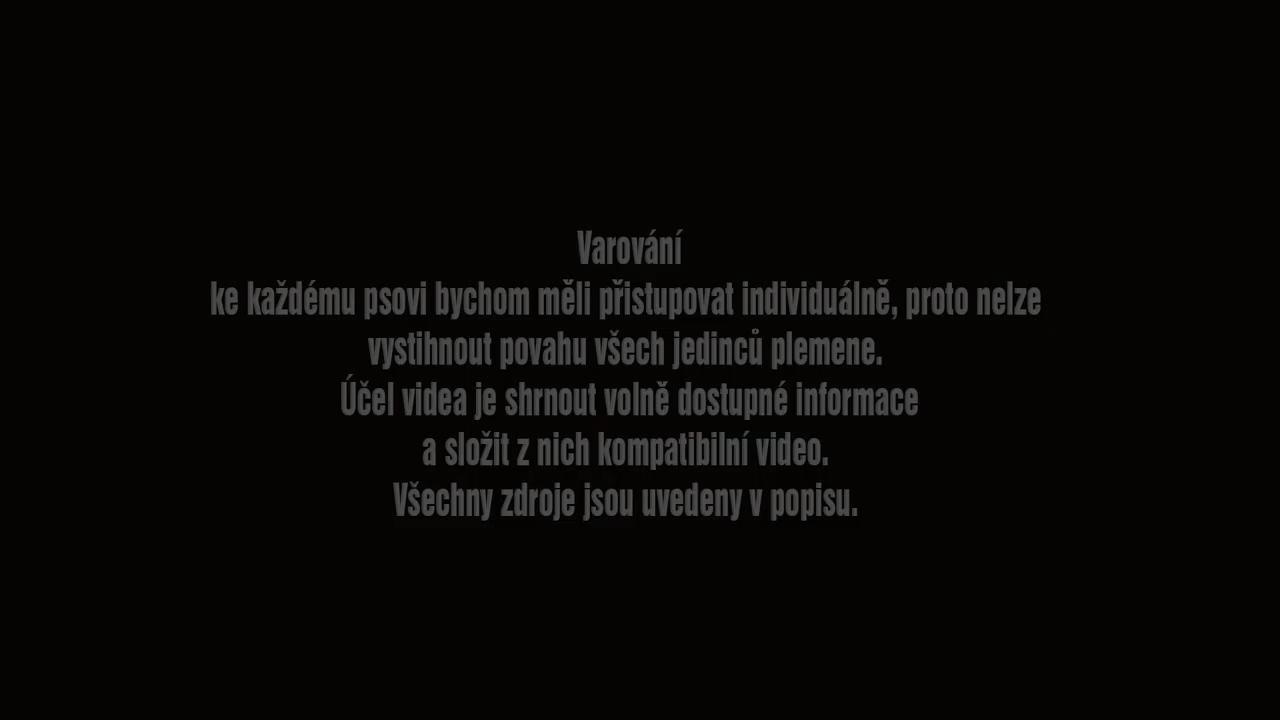 Varování
ke každému psovi bychom měli přistupovat individuálně, proto nelze
vystihnout povahu všech jedinců plemene.
Účel videa je shrnout volně dostupné informace
a složit z nich kompatibilní video.
Všechny zdroje jsou uvedeny v popisu.